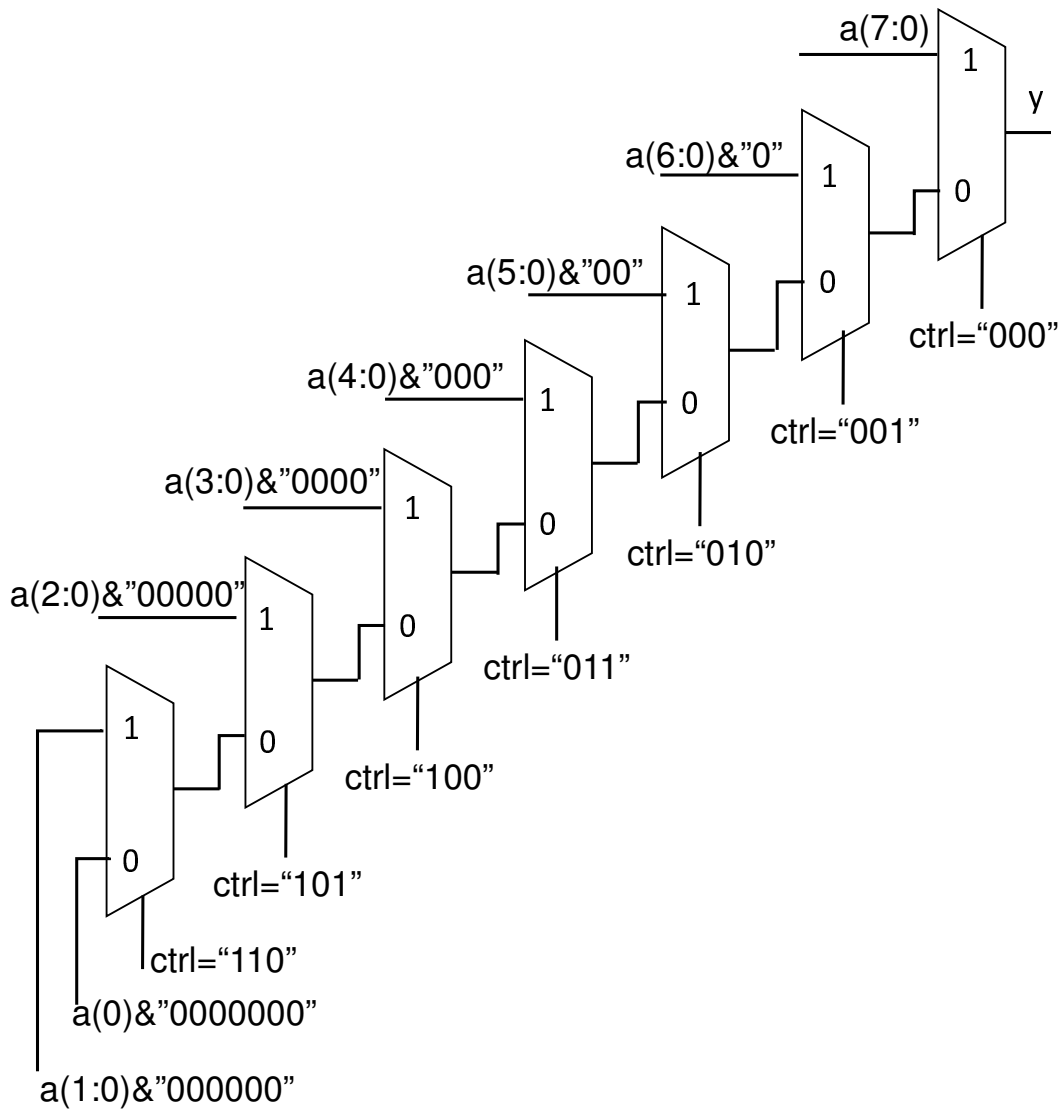 a(7:0)
1
y
a(6:0)&”0”
1
0
ctrl=“000”
a(5:0)&”00”
1
0
ctrl=“001”
a(4:0)&”000”
1
0
ctrl=“010”
a(3:0)&”0000”
1
0
ctrl=“011”
a(2:0)&”00000”
1
0
ctrl=“100”
1
0
ctrl=“101”
0
ctrl=“110”
a(0)&”0000000”
a(1:0)&”000000”